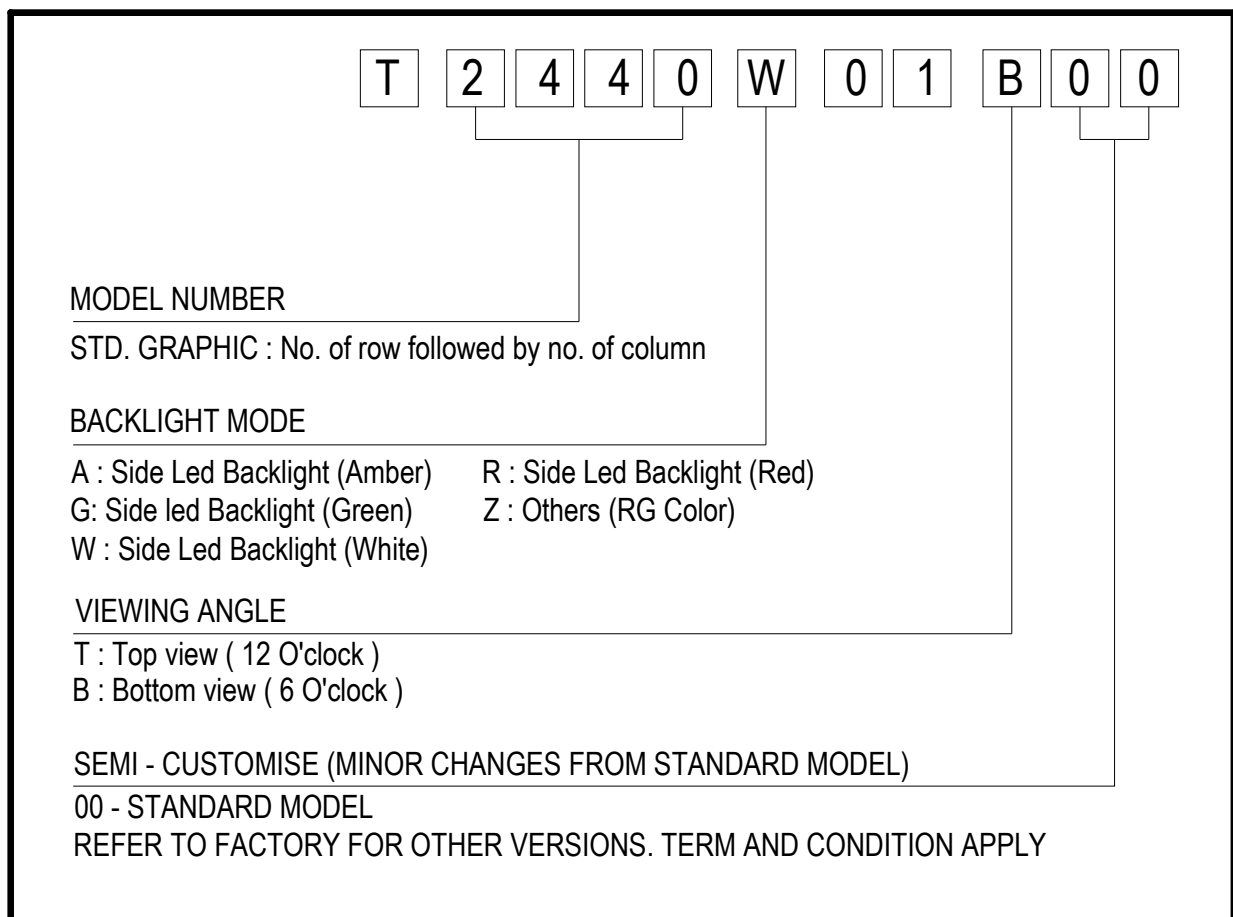 T 2 4 4 0 W 0 1 B 0 0
MODEL NUMBER
STD. GRAPHIC : No. of row followed by no. of column
BACKLIGHT MODE
A : Side Led Backlight (Amber) R : Side Led Backlight (Red)
G: Side led Backlight (Green) Z : Others (RG Color)
W : Side Led Backlight (White)
VIEWING ANGLE
T : Top view ( 12 O'clock )
B : Bottom view ( 6 O'clock )
SEMI - CUSTOMISE (MINOR CHANGES FROM STANDARD MODEL)
00 - STANDARD MODEL
REFER TO FACTORY FOR OTHER VERSIONS. TERM AND CONDITION APPLY